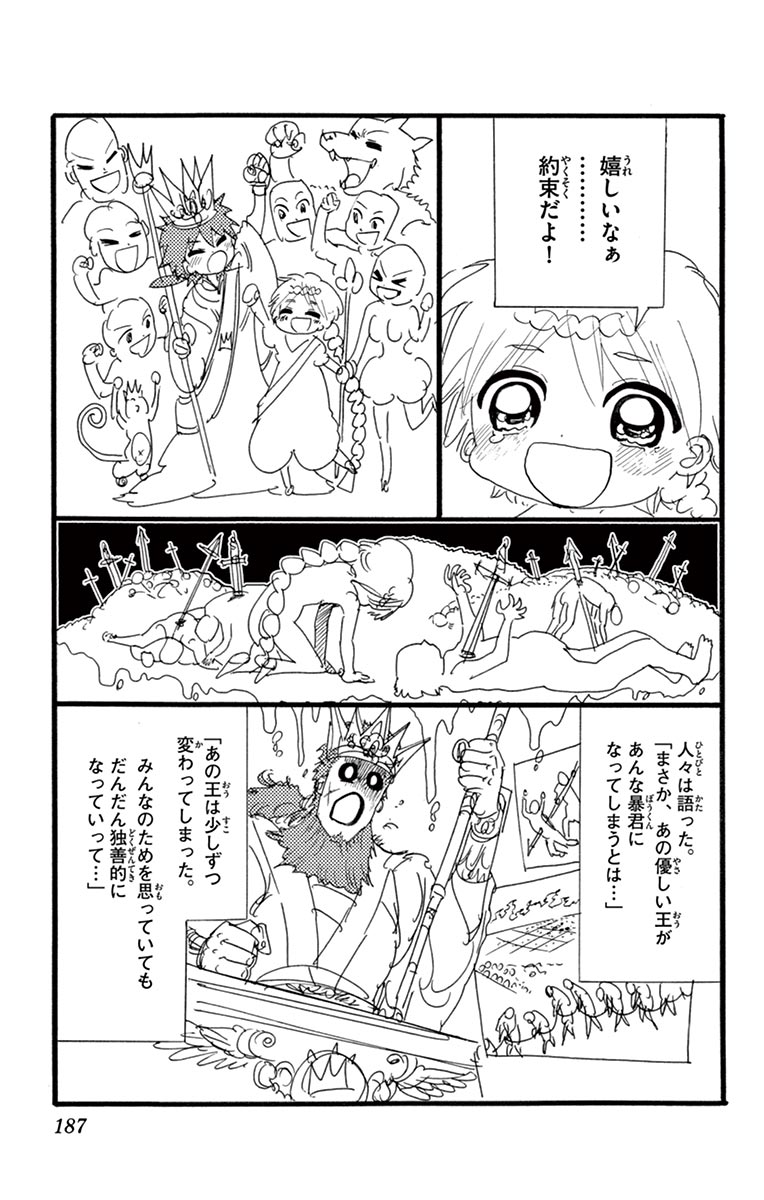 嬉しいなぁ
…………
約束だよ!
人々は語った。
「まさか、あの優しい王が
あんな暴君に
なってしまうとは…」
「あの王は少しずつ
変わってしまった。
みんなのためを思っていても
だんだん独善的に
なっていって…」
187